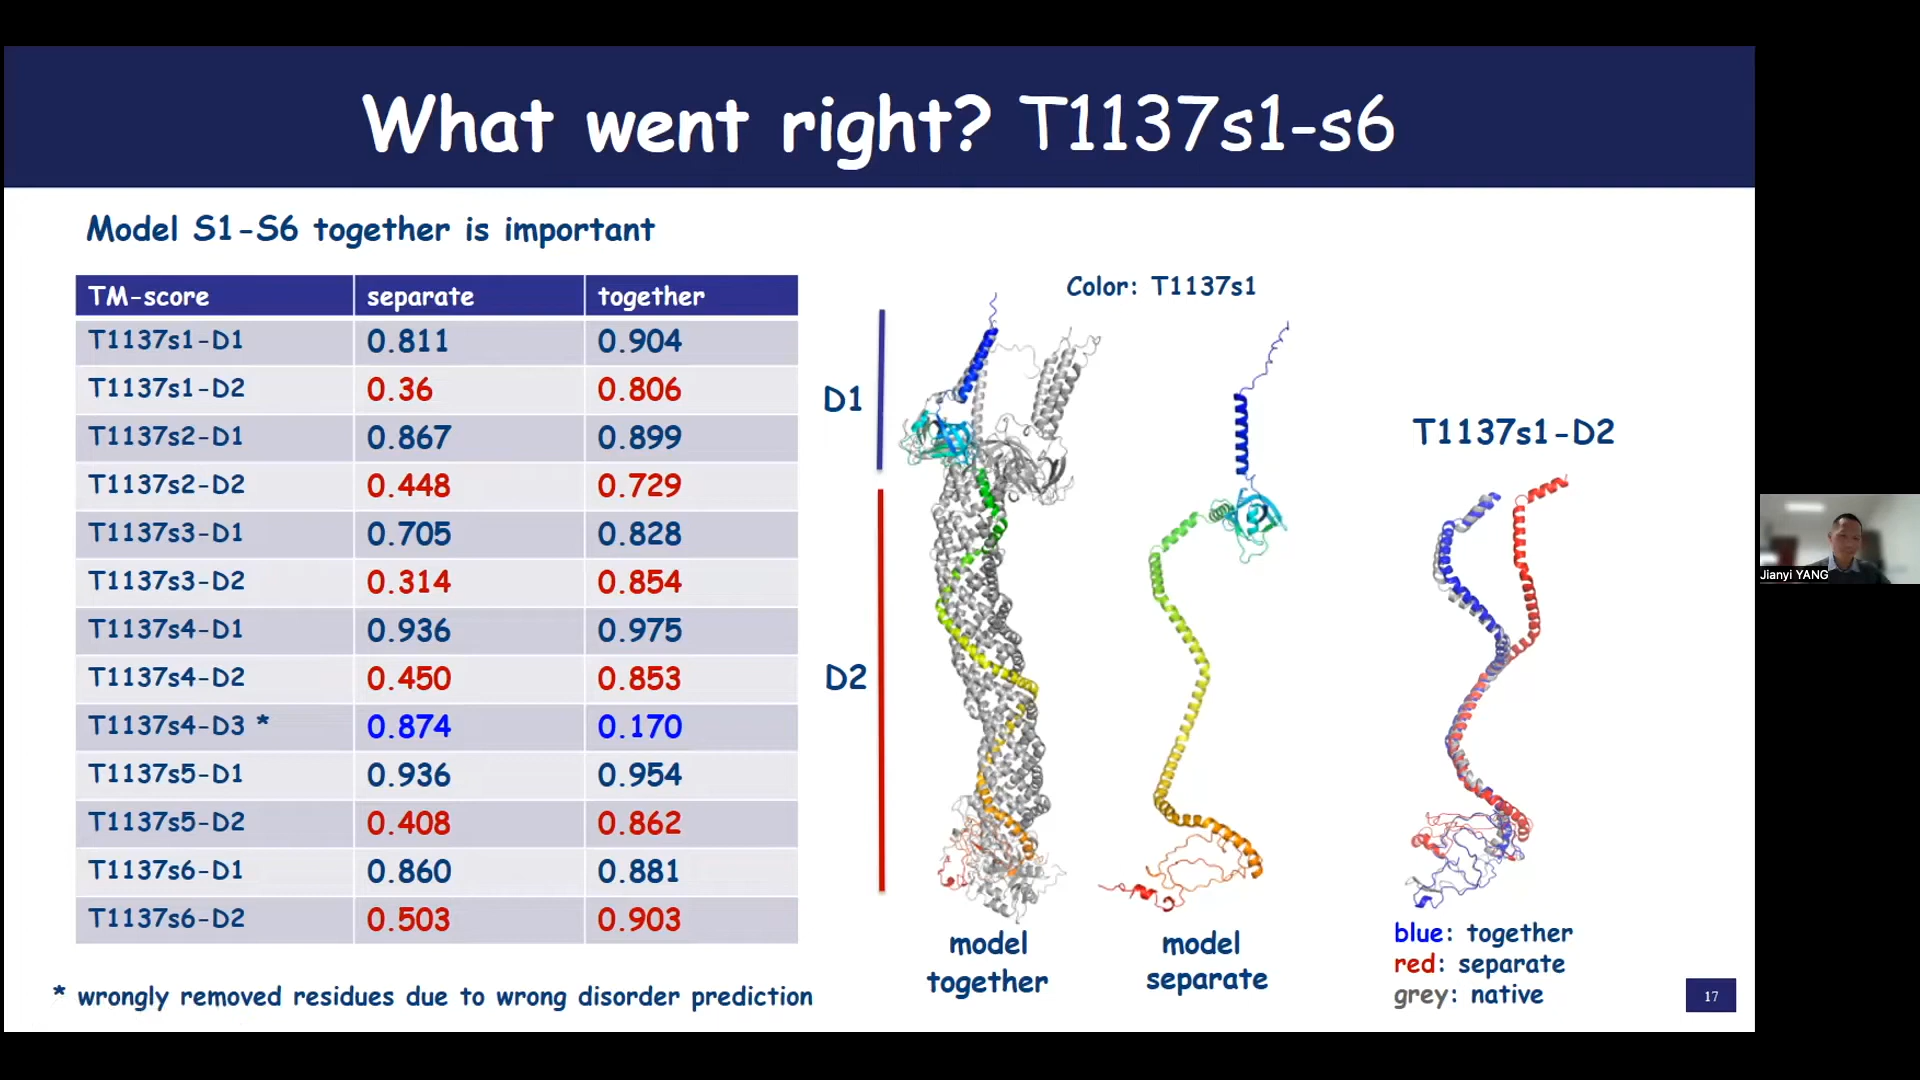 What went right? T1137s1-s6
Model S1-S6 together is important
TM-score separate together
T1137s1-D1 0.811 0.904
T1137s1-D2 0.36 0.806
T1137s2-D1 0.867 0.899
T1137s2-D2 0.448 0.729
T1137s3-D1 0.705 0.828
T1137s3-D2 0.314 0.854
T1137s4-D1 0.936 0.975
T1137s4-D2 0.450 0.853
T1137s4-D3 * 0.874 0.170
T1137s5-D1 0.936 0.954
T1137s5-D2 0.408 0.862
T1137s6-D1 0.860 0.881
T1137s6-D2 0.503 0.903
* wrongly removed residues due to wrong disorder prediction
Color: T1137s1
D1
D2
model
together
model
separate
T1137s1-D2
blue: together
red: separate
grey: native
17
Jianyi YANG